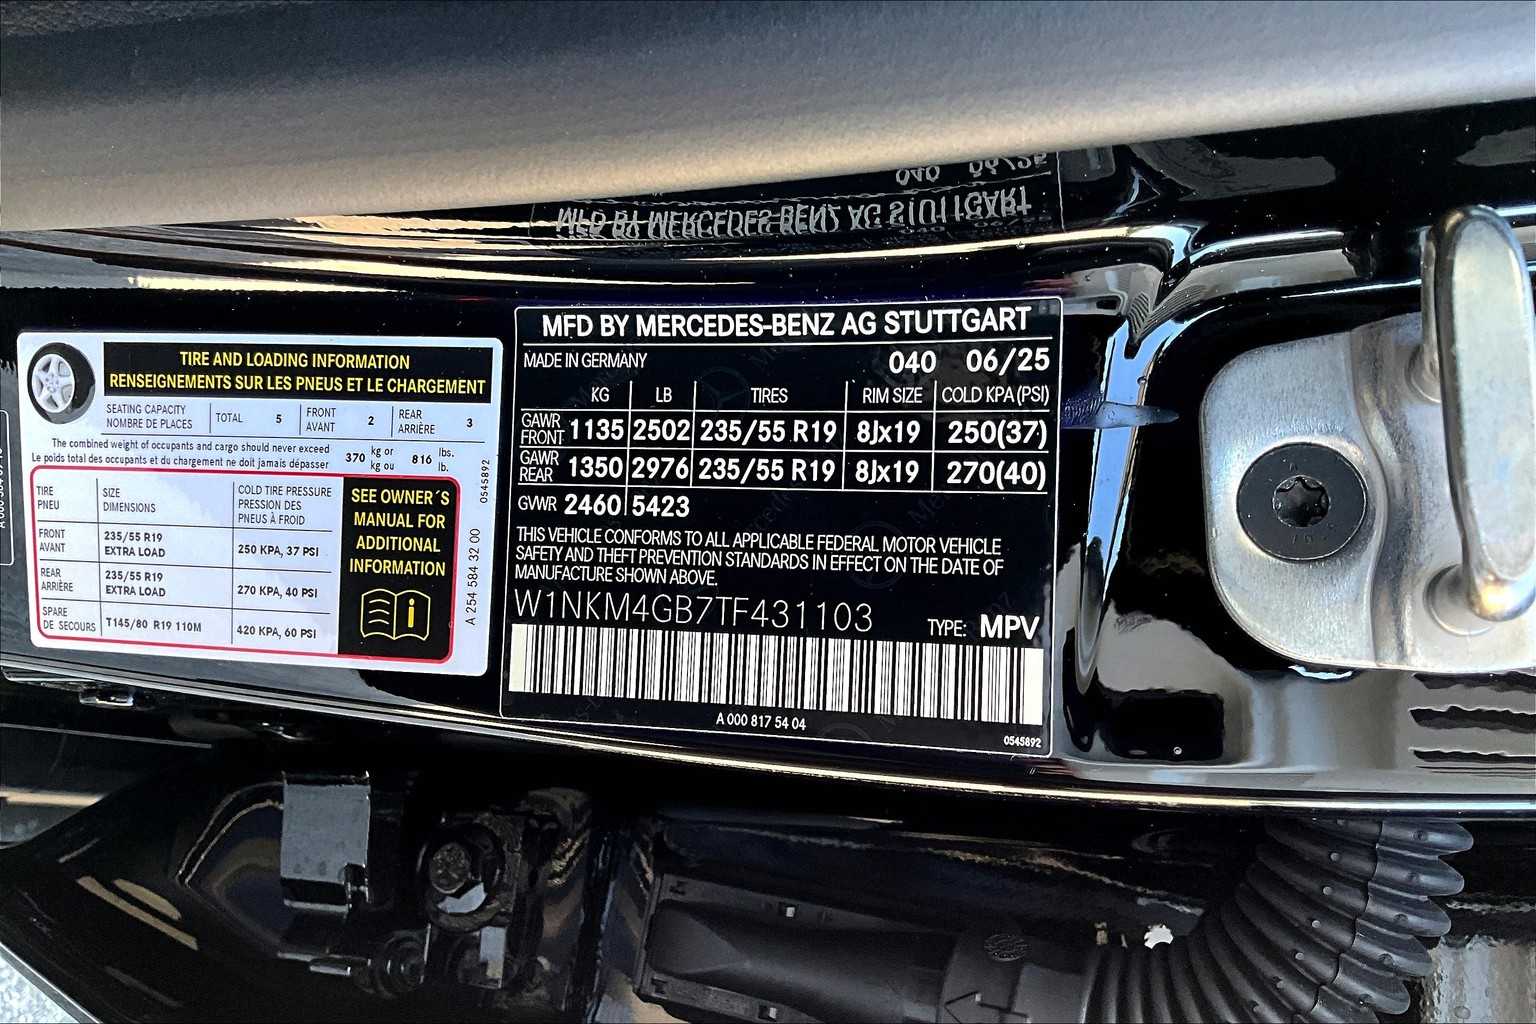 TIRE AND LOADING INFORMATION
RENSEIGNEMENTS SUR LES PNEUS ET LE CHARGEMENT
SEATING CAPACITY
NOMBRE DE PLACES
TOTAL 5
FRONT
AVANT
2
REAR
ARRIÈRE
3
The combined weight of occupants and cargo should never exceed
Le poids total des occupants et du chargement ne doit jamais dépasser
370 kg or
kg ou
816 lbs.
lb.
TIRE
PNEU
SIZE
DIMENSIONS
COLD TIRE PRESSURE
PRESSION DES
PNEUS À FROID
FRONT
AVANT
235/55 R19
EXTRA LOAD
250 KPA, 37 PSI
REAR
ARRIÈRE
235/55 R19
EXTRA LOAD
270 KPA, 40 PSI
SPARE
DE SECOURS
T145/80 R19 110M
420 KPA, 60 PSI
SEE OWNER´S
MANUAL FOR
ADDITIONAL
INFORMATION
i
0545892
A 254 584 32 00
MFD BY MERCEDES-BENZ AG STUTTGART
MADE IN GERMANY 040 06/25
KG LB TIRES RIM SIZE COLD KPA (PSI)
GAWR
FRONT
1135 2502 235/55 R19 8Jx19 250(37)
GAWR
REAR
1350 2976 235/55 R19 8Jx19 270(40)
GVWR 2460 5423
THIS VEHICLE CONFORMS TO ALL APPLICABLE FEDERAL MOTOR VEHICLE
SAFETY AND THEFT PREVENTION STANDARDS IN EFFECT ON THE DATE OF
MANUFACTURE SHOWN ABOVE.
W1NKM4GB7TF431103
TYPE: MPV
A 000 817 54 04
0545892